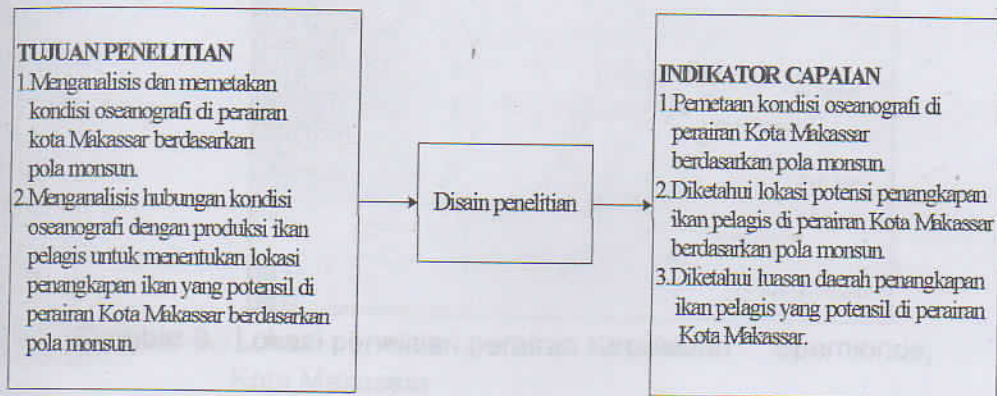 TUJUAN PENELITIAN
1.Menganalisis dan memetakan
kondisi oseanografi di perairan
kota Makassar berdasarkan
pola monsun.
2.Menganalisis hubungan kondisi
oseanografi dengan produksi ikan
pelagis untuk menentukan lokasi
penangkapan ikan yang potensil di
perairan Kota Makassar berdasarkan
pola monsun.
Disain penelitian
INDIKATOR CAPAIAN
1.Pemetaan kondisi oseanografi di
perairan Kota Makassar
berdasarkan pola monsun.
2.Diketahui lokasi potensi penangkapan
ikan pelagis di perairan Kota Makassar
berdasarkan pola monsun
3.Diketahui luasan daerah penangkapan
ikan pelagis yang potensil di perairan
Kota Makassar.
Lokasi penelitian perairan
Kota Makassar